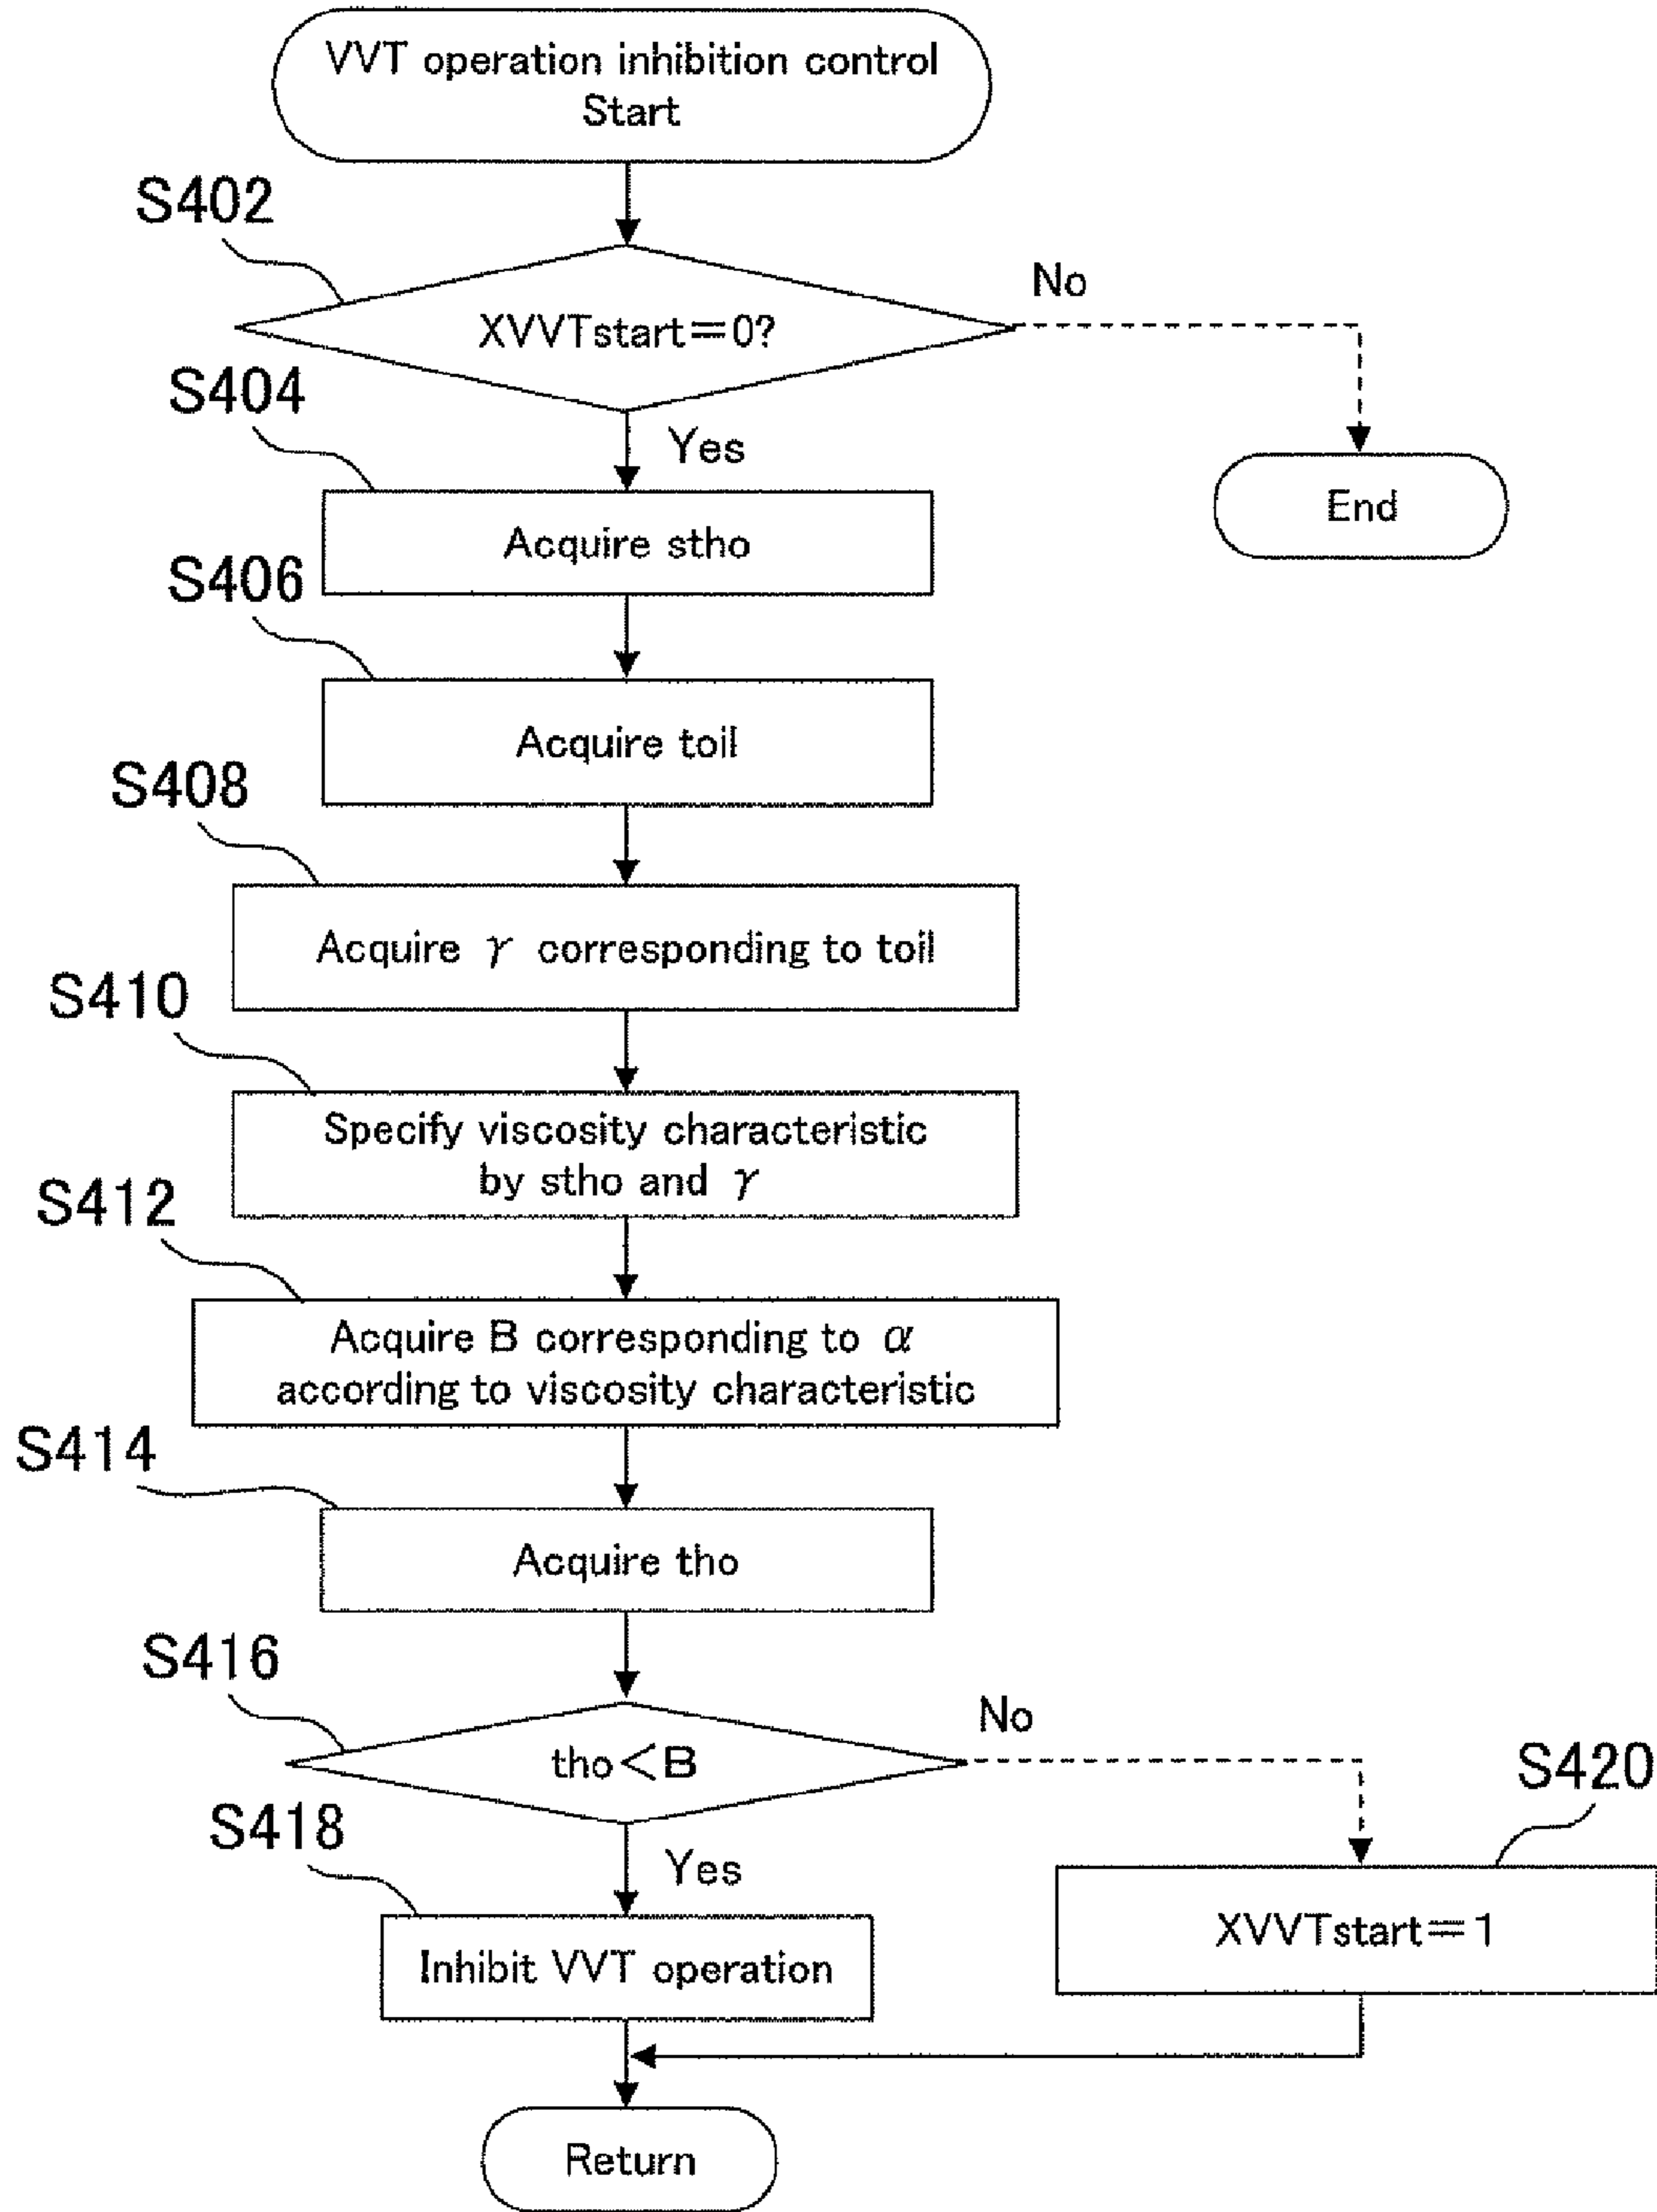 VVT operation inhibition control
Start
S402
XVVTstart=0?
No
S404
Yes
Acquire stho
End
S406
Acquire toil
S408
Acquire γ corresponding to toil
S410
Specify viscosity characteristic
by stho and γ
S412
Acquire B corresponding to α
according to viscosity characteristic
S414
Acquire tho
S416
No
tho<B
S420
S418
Yes
XVVTstart=1
Inhibit VVT operation
Return